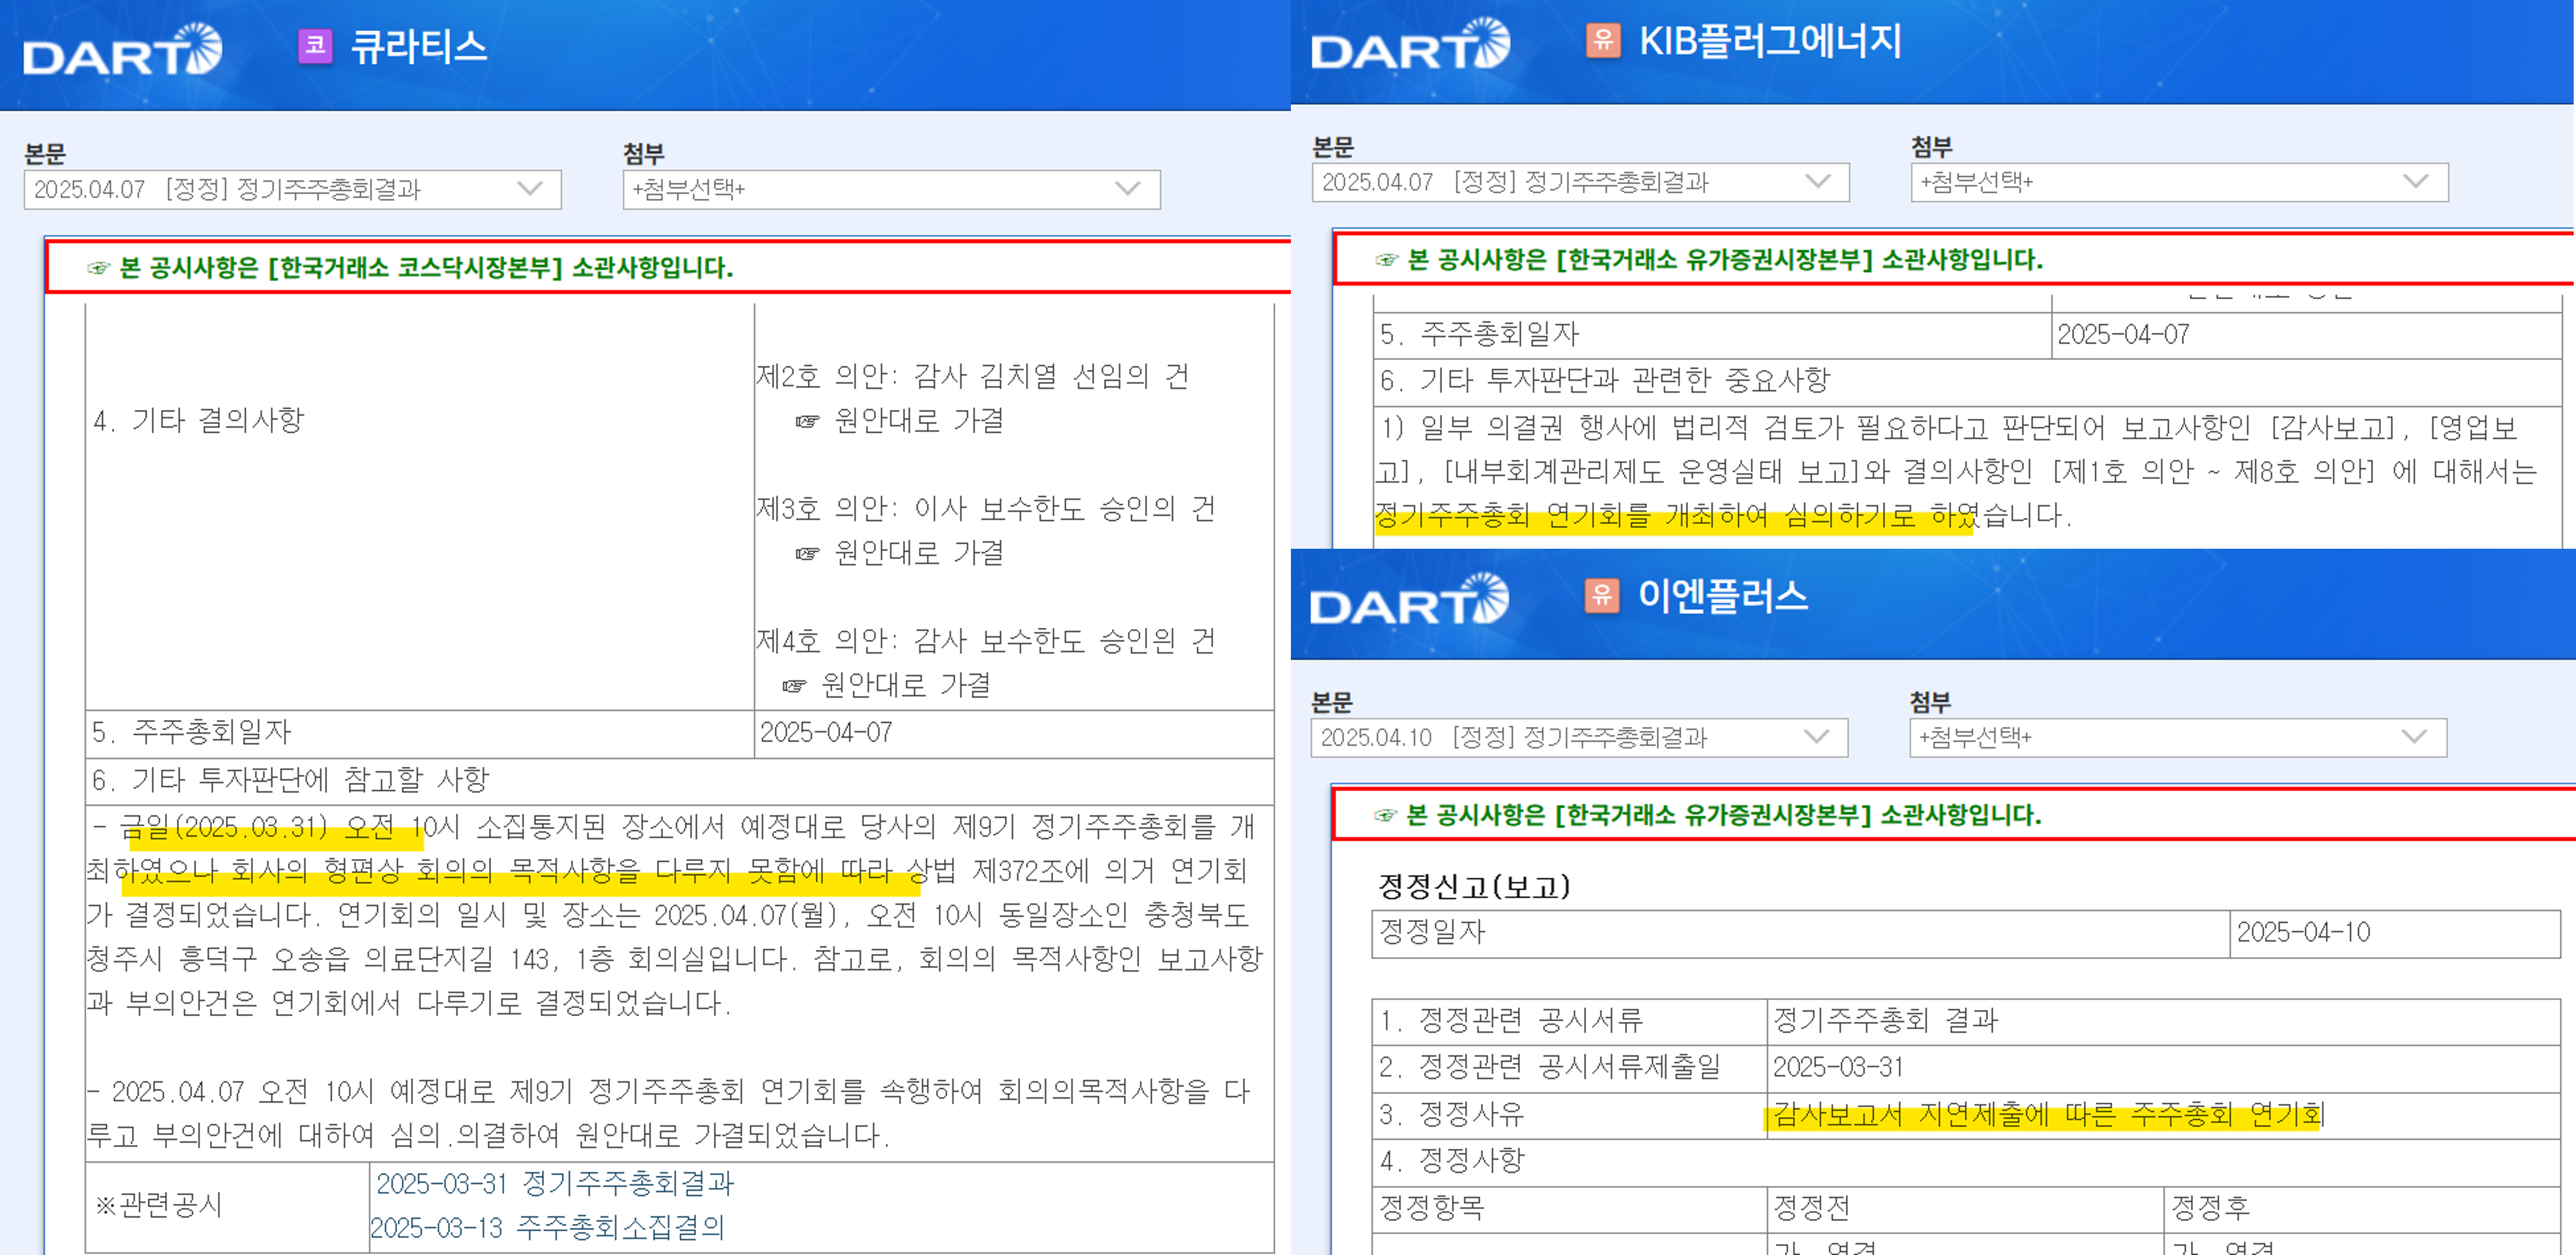 DART
코 큐라티스
본문
첨부
2025.04.07 [정정] 정기주주총회결과
+첨부선택+
☞ 본 공시사항은 [한국거래소 코스닥시장본부] 소관사항입니다.
4. 기타 결의사항
제2호 의안: 감사 김치열 선임의 건
☞ 원안대로 가결
제3호 의안: 이사 보수한도 승인의 건
☞ 원안대로 가결
제4호 의안: 감사 보수한도 승인읜 건
☞ 원안대로 가결
5. 주주총회일자
2025-04-07
6. 기타 투자판단에 참고할 사항
- 금일(2025.03.31) 오전 10시 소집통지된 장소에서 예정대로 당사의 제9기 정기주주총회를 개
최하였으나 회사의 형편상 회의의 목적사항을 다루지 못함에 따라 상법 제372조에 의거 연기회
가 결정되었습니다. 연기회의 일시 및 장소는 2025.04.07(월), 오전 10시 동일장소인 충청북도
청주시 흥덕구 오송읍 의료단지길 143, 1층 회의실입니다. 참고로, 회의의 목적사항인 보고사항
과 부의안건은 연기회에서 다루기로 결정되었습니다.
- 2025.04.07 오전 10시 예정대로 제9기 정기주주총회 연기회를 속행하여 회의의목적사항을 다
루고 부의안건에 대하여 심의.의결하여 원안대로 가결되었습니다.
※관련공시
2025-03-31 정기주주총회결과
2025-03-13 주주총회소집결의
DART
유 KIB플러그에너지
본문
첨부
2025.04.07 [정정] 정기주주총회결과
+첨부선택+
☞ 본 공시사항은 [한국거래소 유가증권시장본부] 소관사항입니다.
5. 주주총회일자
2025-04-07
6. 기타 투자판단과 관련한 중요사항
1) 일부 의결권 행사에 법리적 검토가 필요하다고 판단되어 보고사항인 [감사보고], [영업보
고], [내부회계관리제도 운영실태 보고]와 결의사항인 [제1호 의안 ~ 제8호 의안] 에 대해서는
정기주주총회 연기회를 개최하여 심의하기로 하였습니다.
DART
유 이엔플러스
본문
첨부
2025.04.10 [정정] 정기주주총회결과
+첨부선택+
☞ 본 공시사항은 [한국거래소 유가증권시장본부] 소관사항입니다.
정정신고(보고)
정정일자
2025-04-10
1. 정정관련 공시서류
정기주주총회 결과
2. 정정관련 공시서류제출일
2025-03-31
3. 정정사유
감사보고서 지연제출에 따른 주주총회 연기회
4. 정정사항
정정항목
정정전
정정후